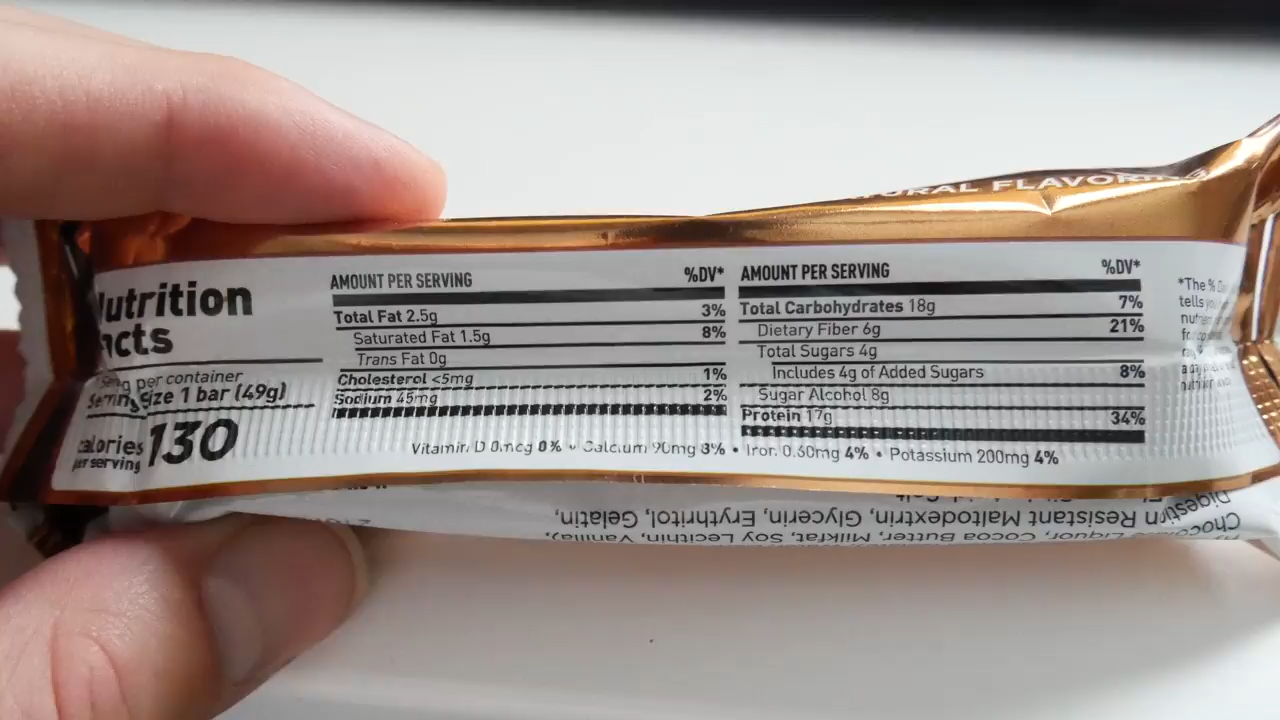 FLAVOR
Nutrition
Facts
per container
Serving size 1 bar (49g)
calories
per serving
130
AMOUNT PER SERVING %DV*
Total Fat 2.5g 3%
Saturated Fat 1.5g 8%
Trans Fat 0g
Cholesterol <5mg 1%
Sodium 45mg 2%
AMOUNT PER SERVING %DV*
Total Carbohydrates 18g 7%
Dietary Fiber 6g 21%
Total Sugars 4g
Includes 4g of Added Sugars 8%
Sugar Alcohol 8g
Protein 17g 34%
Vitamin D 0mcg 0% • Calcium 90mg 8% • Iron 0.60mg 4% • Potassium 200mg 4%
*The %
tells
Chocolate Liquor, Cocoa Butter, Milkfat, Soy Lecithin, Vanilla),
Digestion Resistant Maltodextrin, Glycerin, Erythritol, Gelatin,